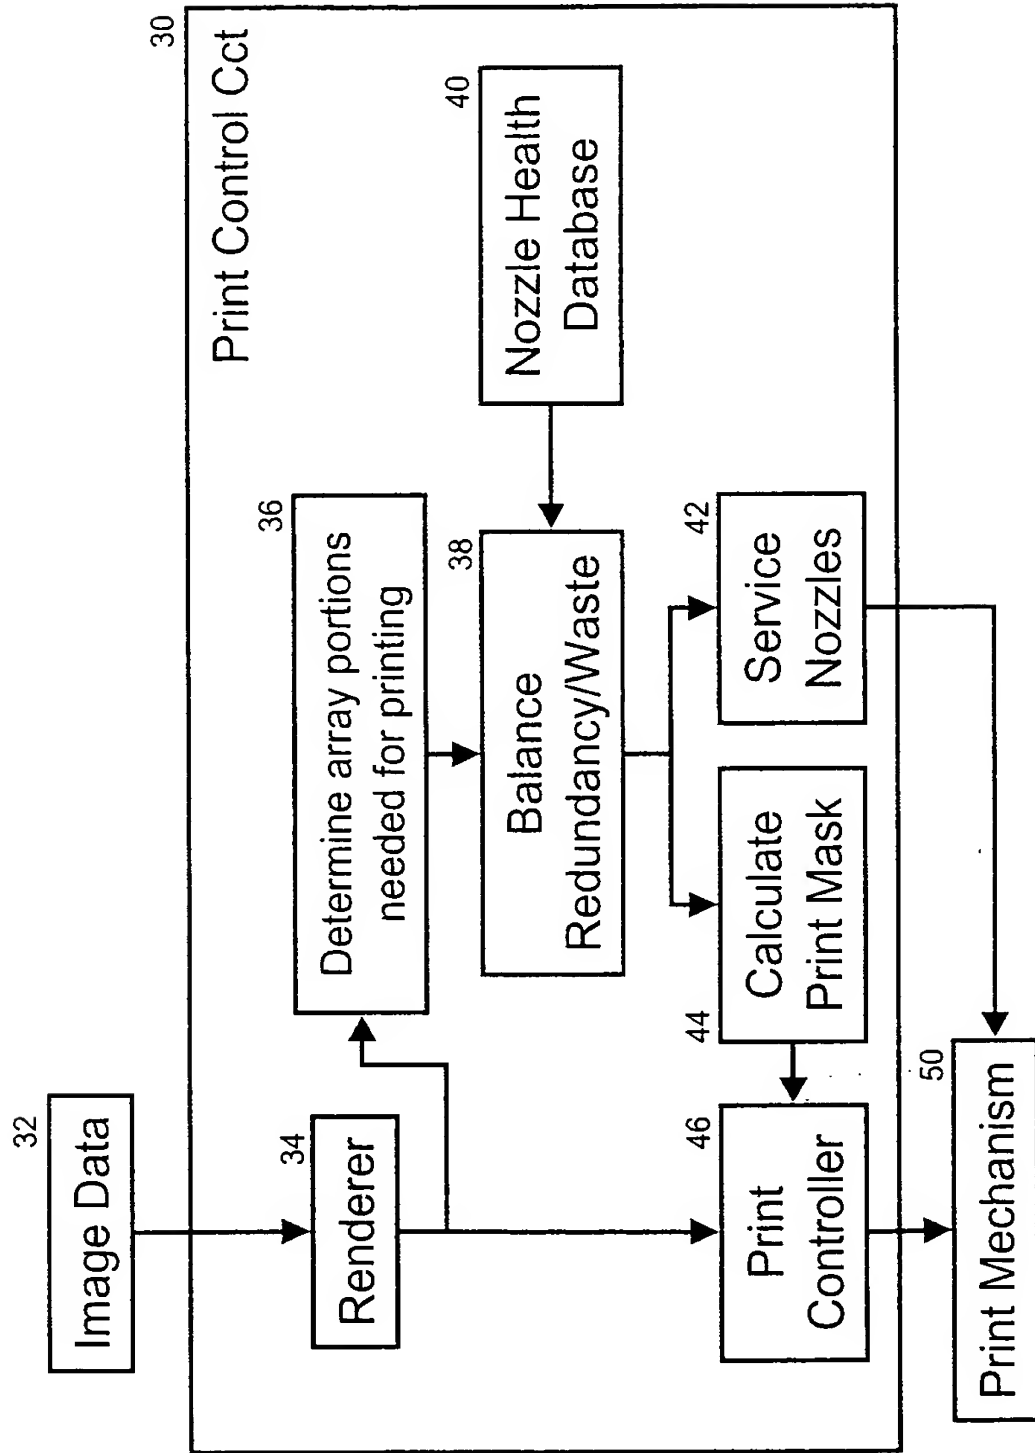 30
Print Control Cct
32
Image Data
34
Renderer
36
Determine array portions
needed for printing
38
Balance
Redundancy/Waste
40
Nozzle Health
Database
42
Service
Nozzles
44
Calculate
Print Mask
46
Print
Controller
50
Print Mechanism